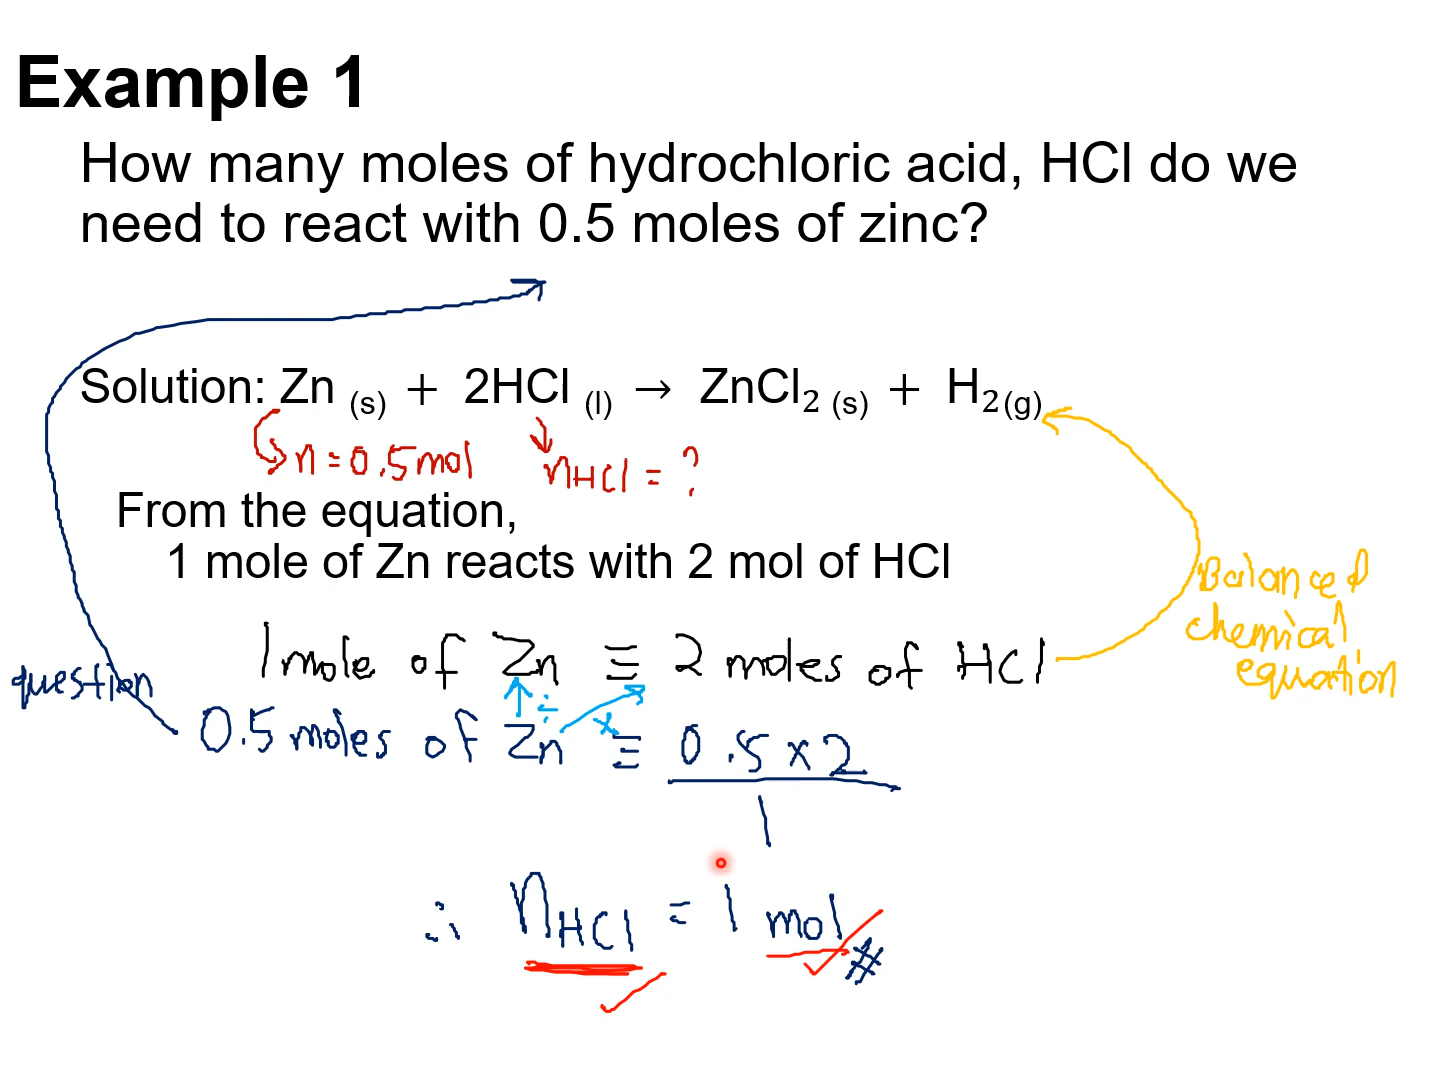 Example 1
How many moles of hydrochloric acid, HCl do we
need to react with 0.5 moles of zinc?
Solution: Zn (s) + 2HCl (l) → ZnCl₂ (s) + H₂(g)
n = 0.5 mol
nHCl = ?
From the equation,
1 mole of Zn reacts with 2 mol of HCl
Balanced
chemical
equation
1 mole of Zn ≡ 2 moles of HCl
÷
x
question
0.5 moles of Zn ≡ 0.5 x 2
1
∴ nHCl = 1 mol #